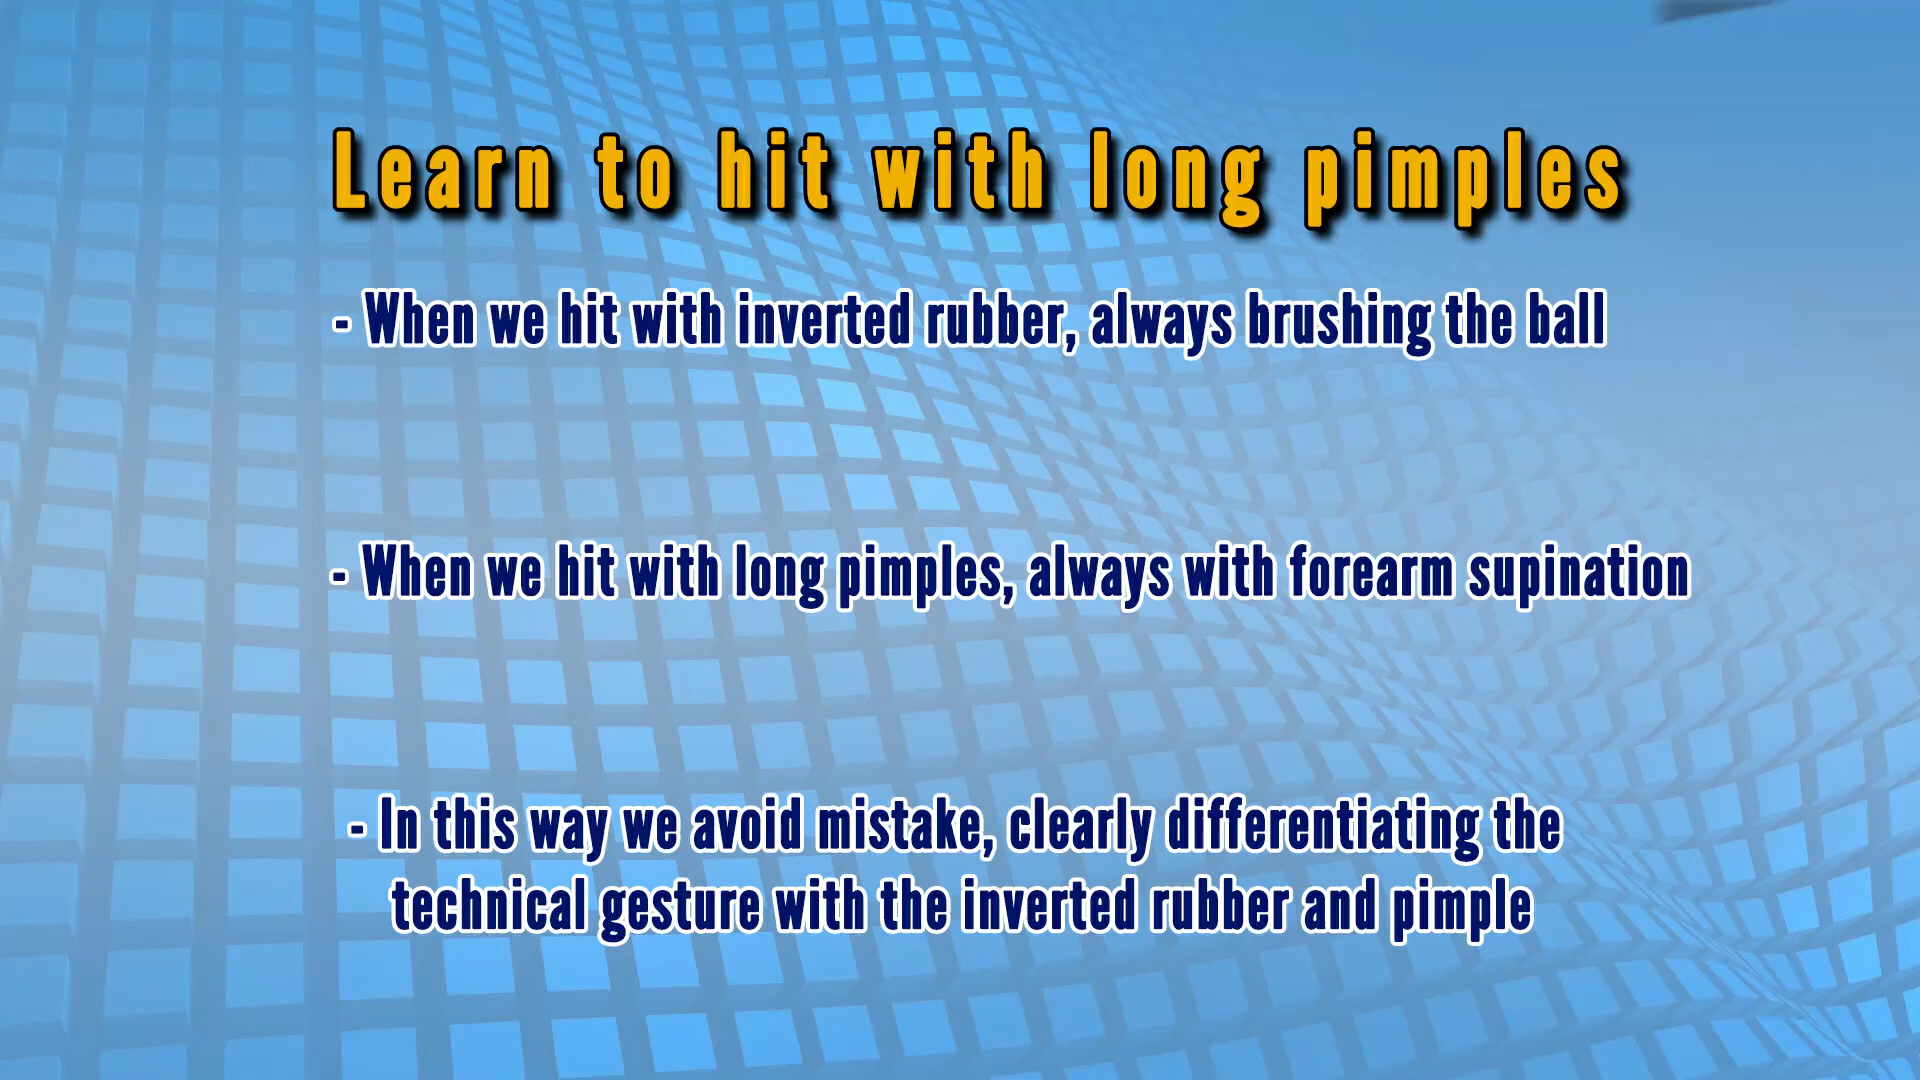 Learn to hit with long pimples
- When we hit with inverted rubber, always brushing the ball
- When we hit with long pimples, always with forearm supination
- In this way we avoid mistake, clearly differentiating the
technical gesture with the inverted rubber and pimple